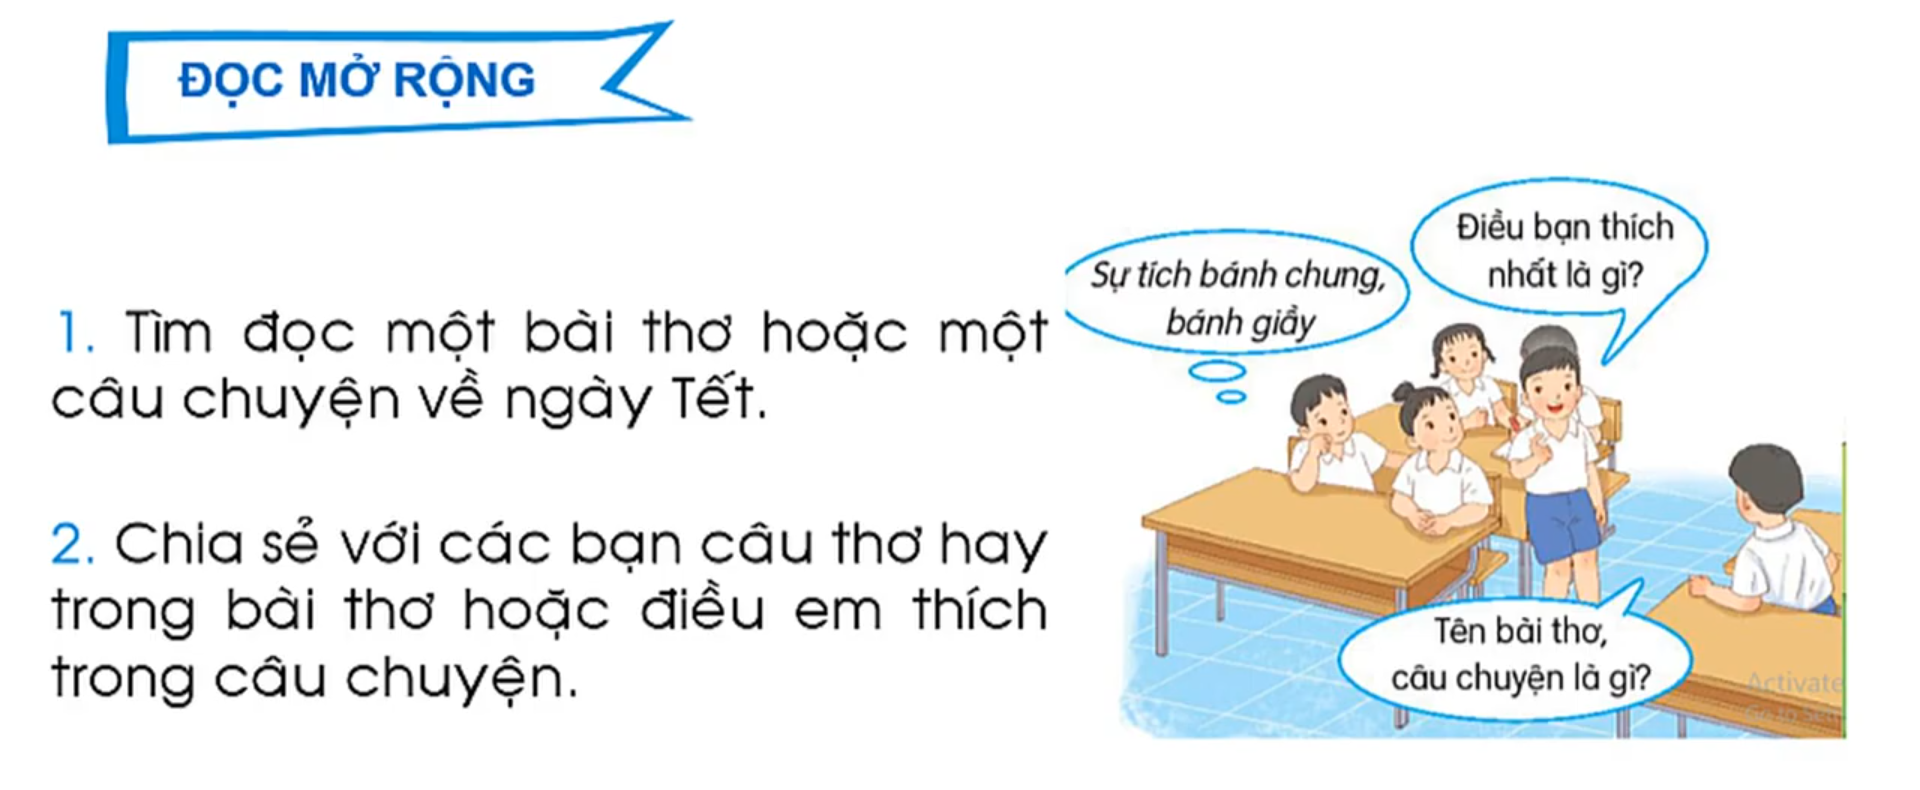 ĐỌC MỞ RỘNG
1. Tìm đọc một bài thơ hoặc một
câu chuyện về ngày Tết.
2. Chia sẻ với các bạn câu thơ hay
trong bài thơ hoặc điều em thích
trong câu chuyện.
Sự tích bánh chưng,
bánh giầy
Điều bạn thích
nhất là gì?
Tên bài thơ,
câu chuyện là gì?
Activate